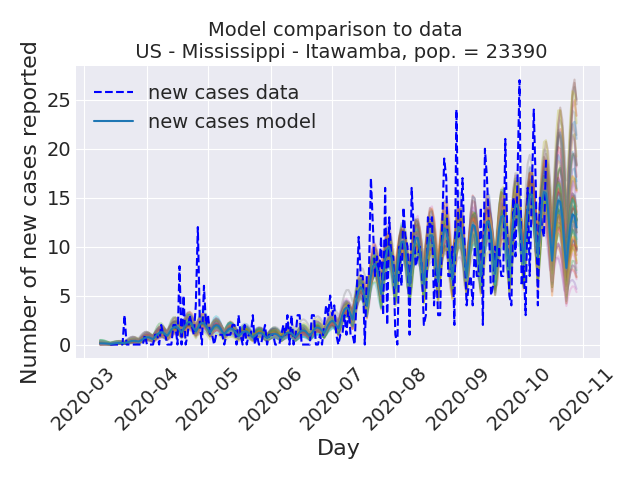 Model comparison to data
US - Mississippi - Itawamba, pop. = 23390
Number of new cases reported
new cases data
new cases model
25
20
15
10
5
0
2020-03
2020-04
2020-05
2020-06
2020-07
2020-08
2020-09
2020-10
2020-11
Day